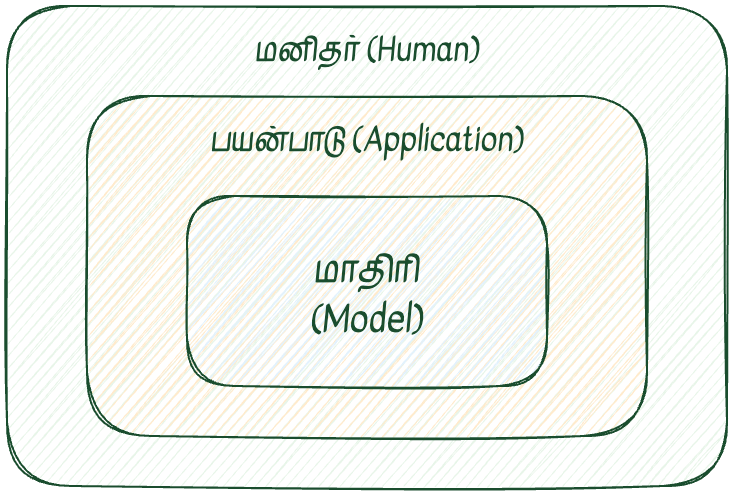 மனிதர் (Human)
பயன்பாடு (Application)
மாதிரி
(Model)